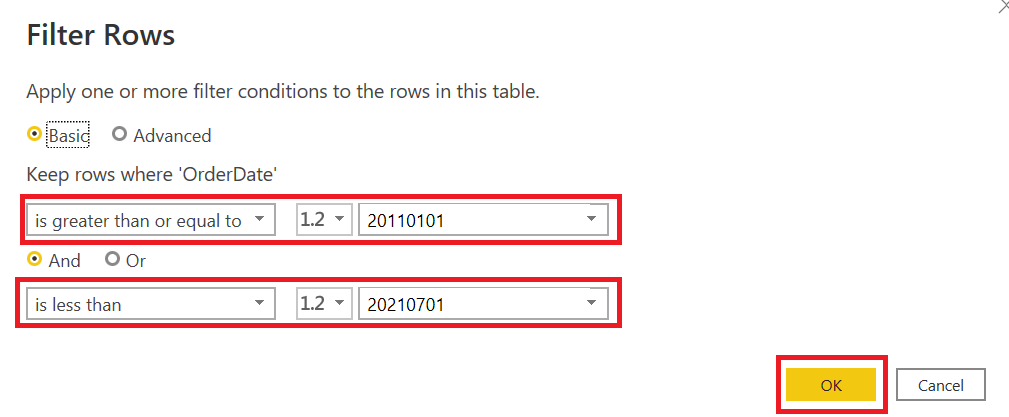 Filter Rows
Apply one or more filter conditions to the rows in this table.
Basic Advanced
Keep rows where 'OrderDate'
is greater than or equal to 1.2 20110101
And Or
is less than 1.2 20210701
OK Cancel